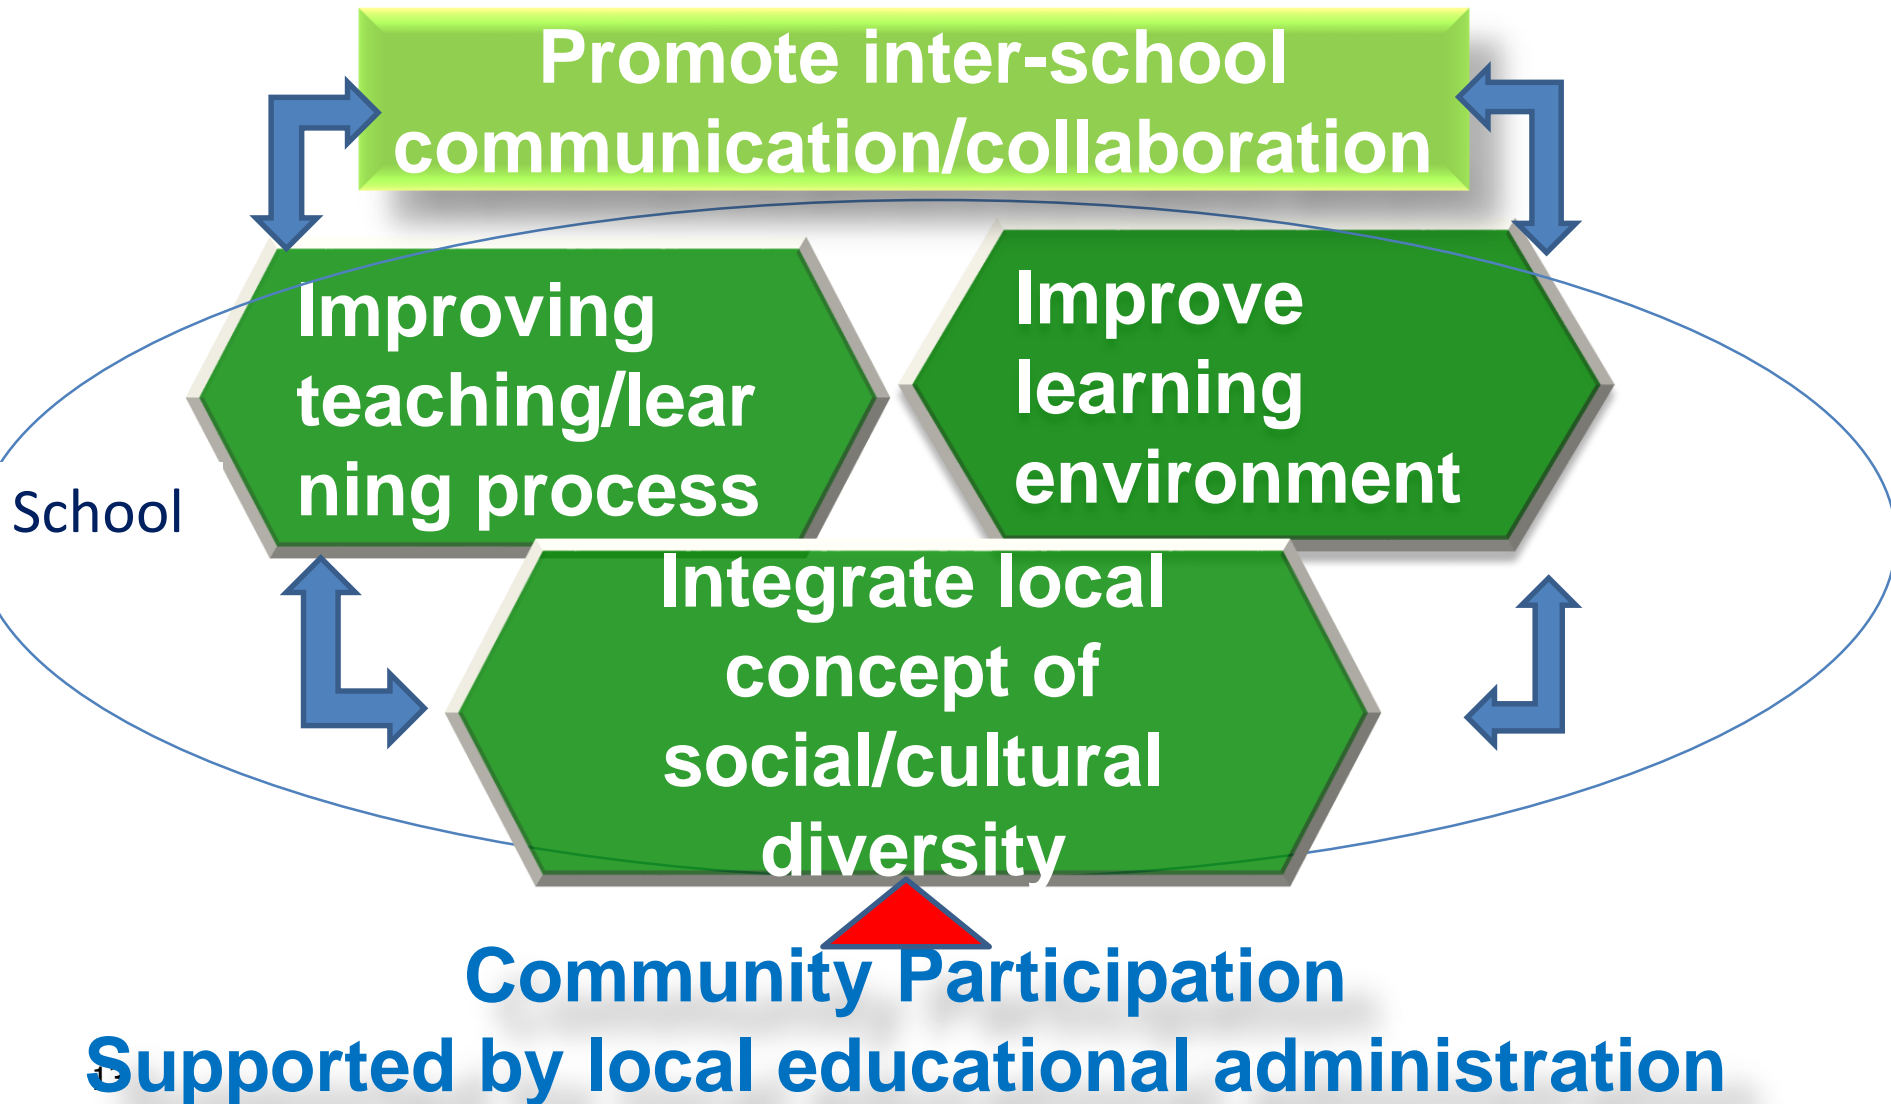 Promote inter-school
communication/collaboration
Improving
teaching/lear
ning process
Improve
learning
environment
School
Integrate local
concept of
social/cultural
diversity
Community Participation
Supported by local educational administration